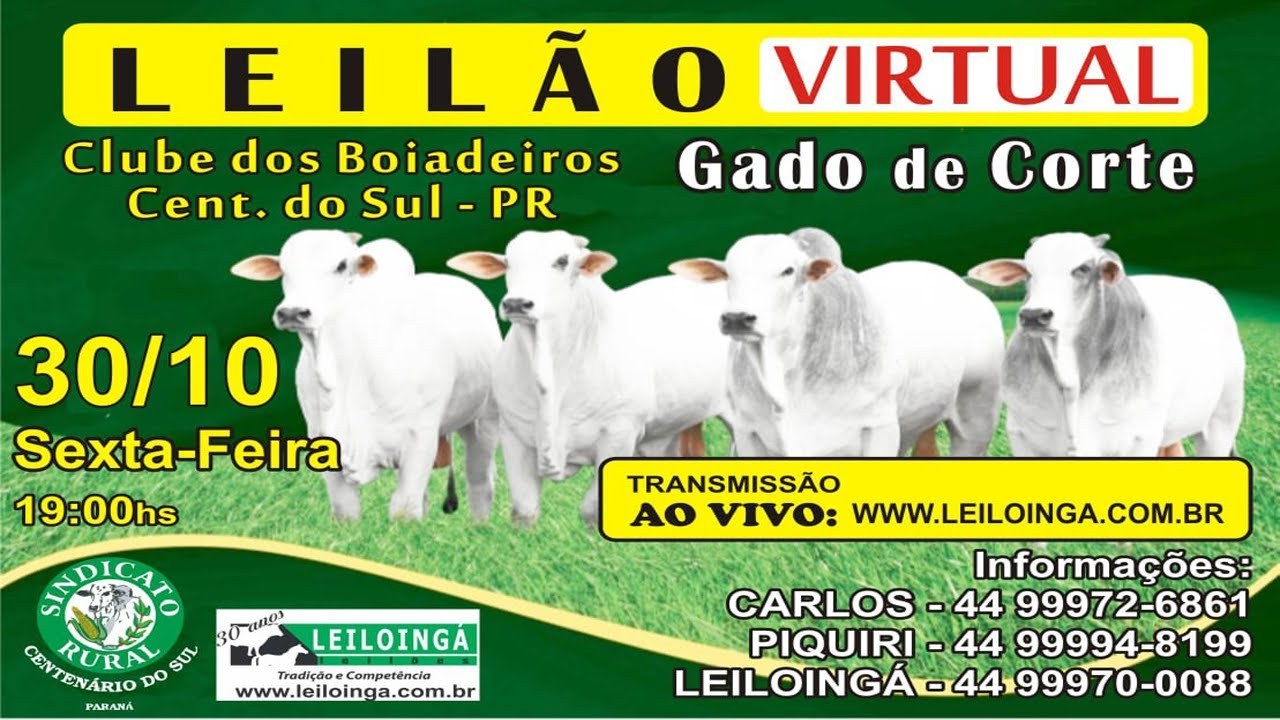 LEILÃO VIRTUAL
Clube dos Boiadeiros
Cent. do Sul - PR
Gado de Corte
30/10
Sexta-Feira
19:00hs
TRANSMISSÃO
AO VIVO: WWW.LEILOINGA.COM.BR
Informações:
CARLOS - 44 99972-6861
PIQUIRI - 44 99994-8199
LEILOINGÁ - 44 99970-0088
SINDICATO
RURAL
CENTENÁRIO DO SUL
PARANÁ
30 anos
LEILOINGÁ
leilões
Tradição e Competência
www.leiloinga.com.br